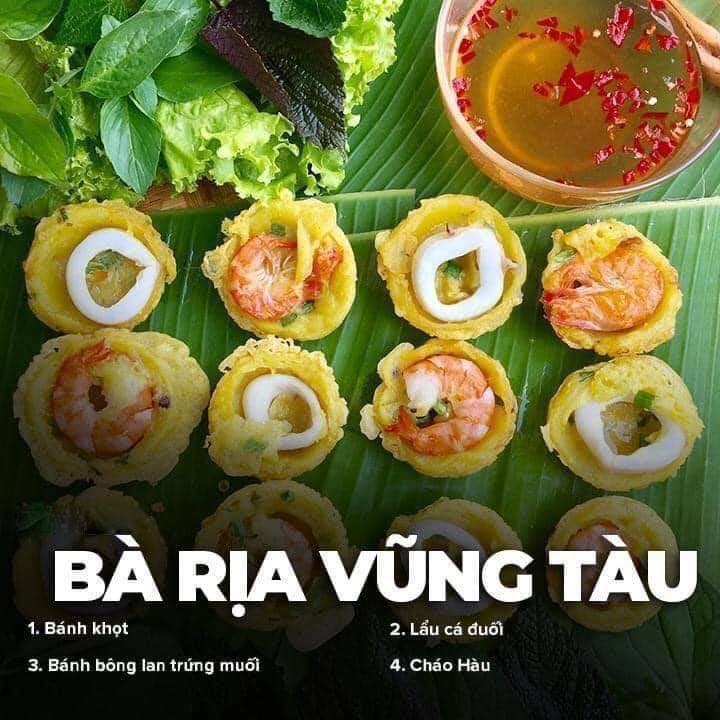 BÀ RỊA VŨNG TÀU
1. Bánh khọt
2. Lẩu cá đuối
3. Bánh bông lan trứng muối
4. Cháo Hàu